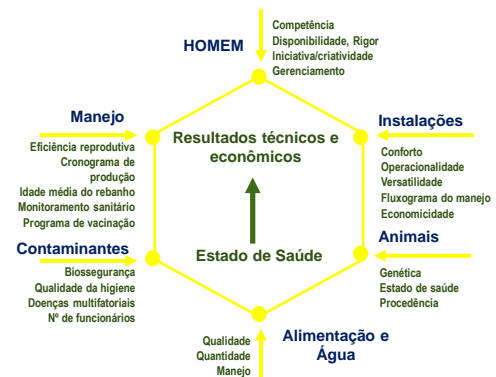 HOMEM
Competência
Disponibilidade, Rigor
Iniciativa/criatividade
Gerenciamento
Manejo
Eficiência reprodutiva
Cronograma de
produção
Idade média do rebanho
Monitoramento sanitário
Programa de vacinação
Resultados técnicos e
econômicos
Instalações
Conforto
Operacionalidade
Versatilidade
Fluxograma do manejo
Economicidade
Contaminantes
Biossegurança
Qualidade da higiene
Doenças multifatoriais
Nº de funcionários
Estado de Saúde
Animais
Genética
Estado de saúde
Procedência
Qualidade
Quantidade
Manejo
Alimentação e
Água